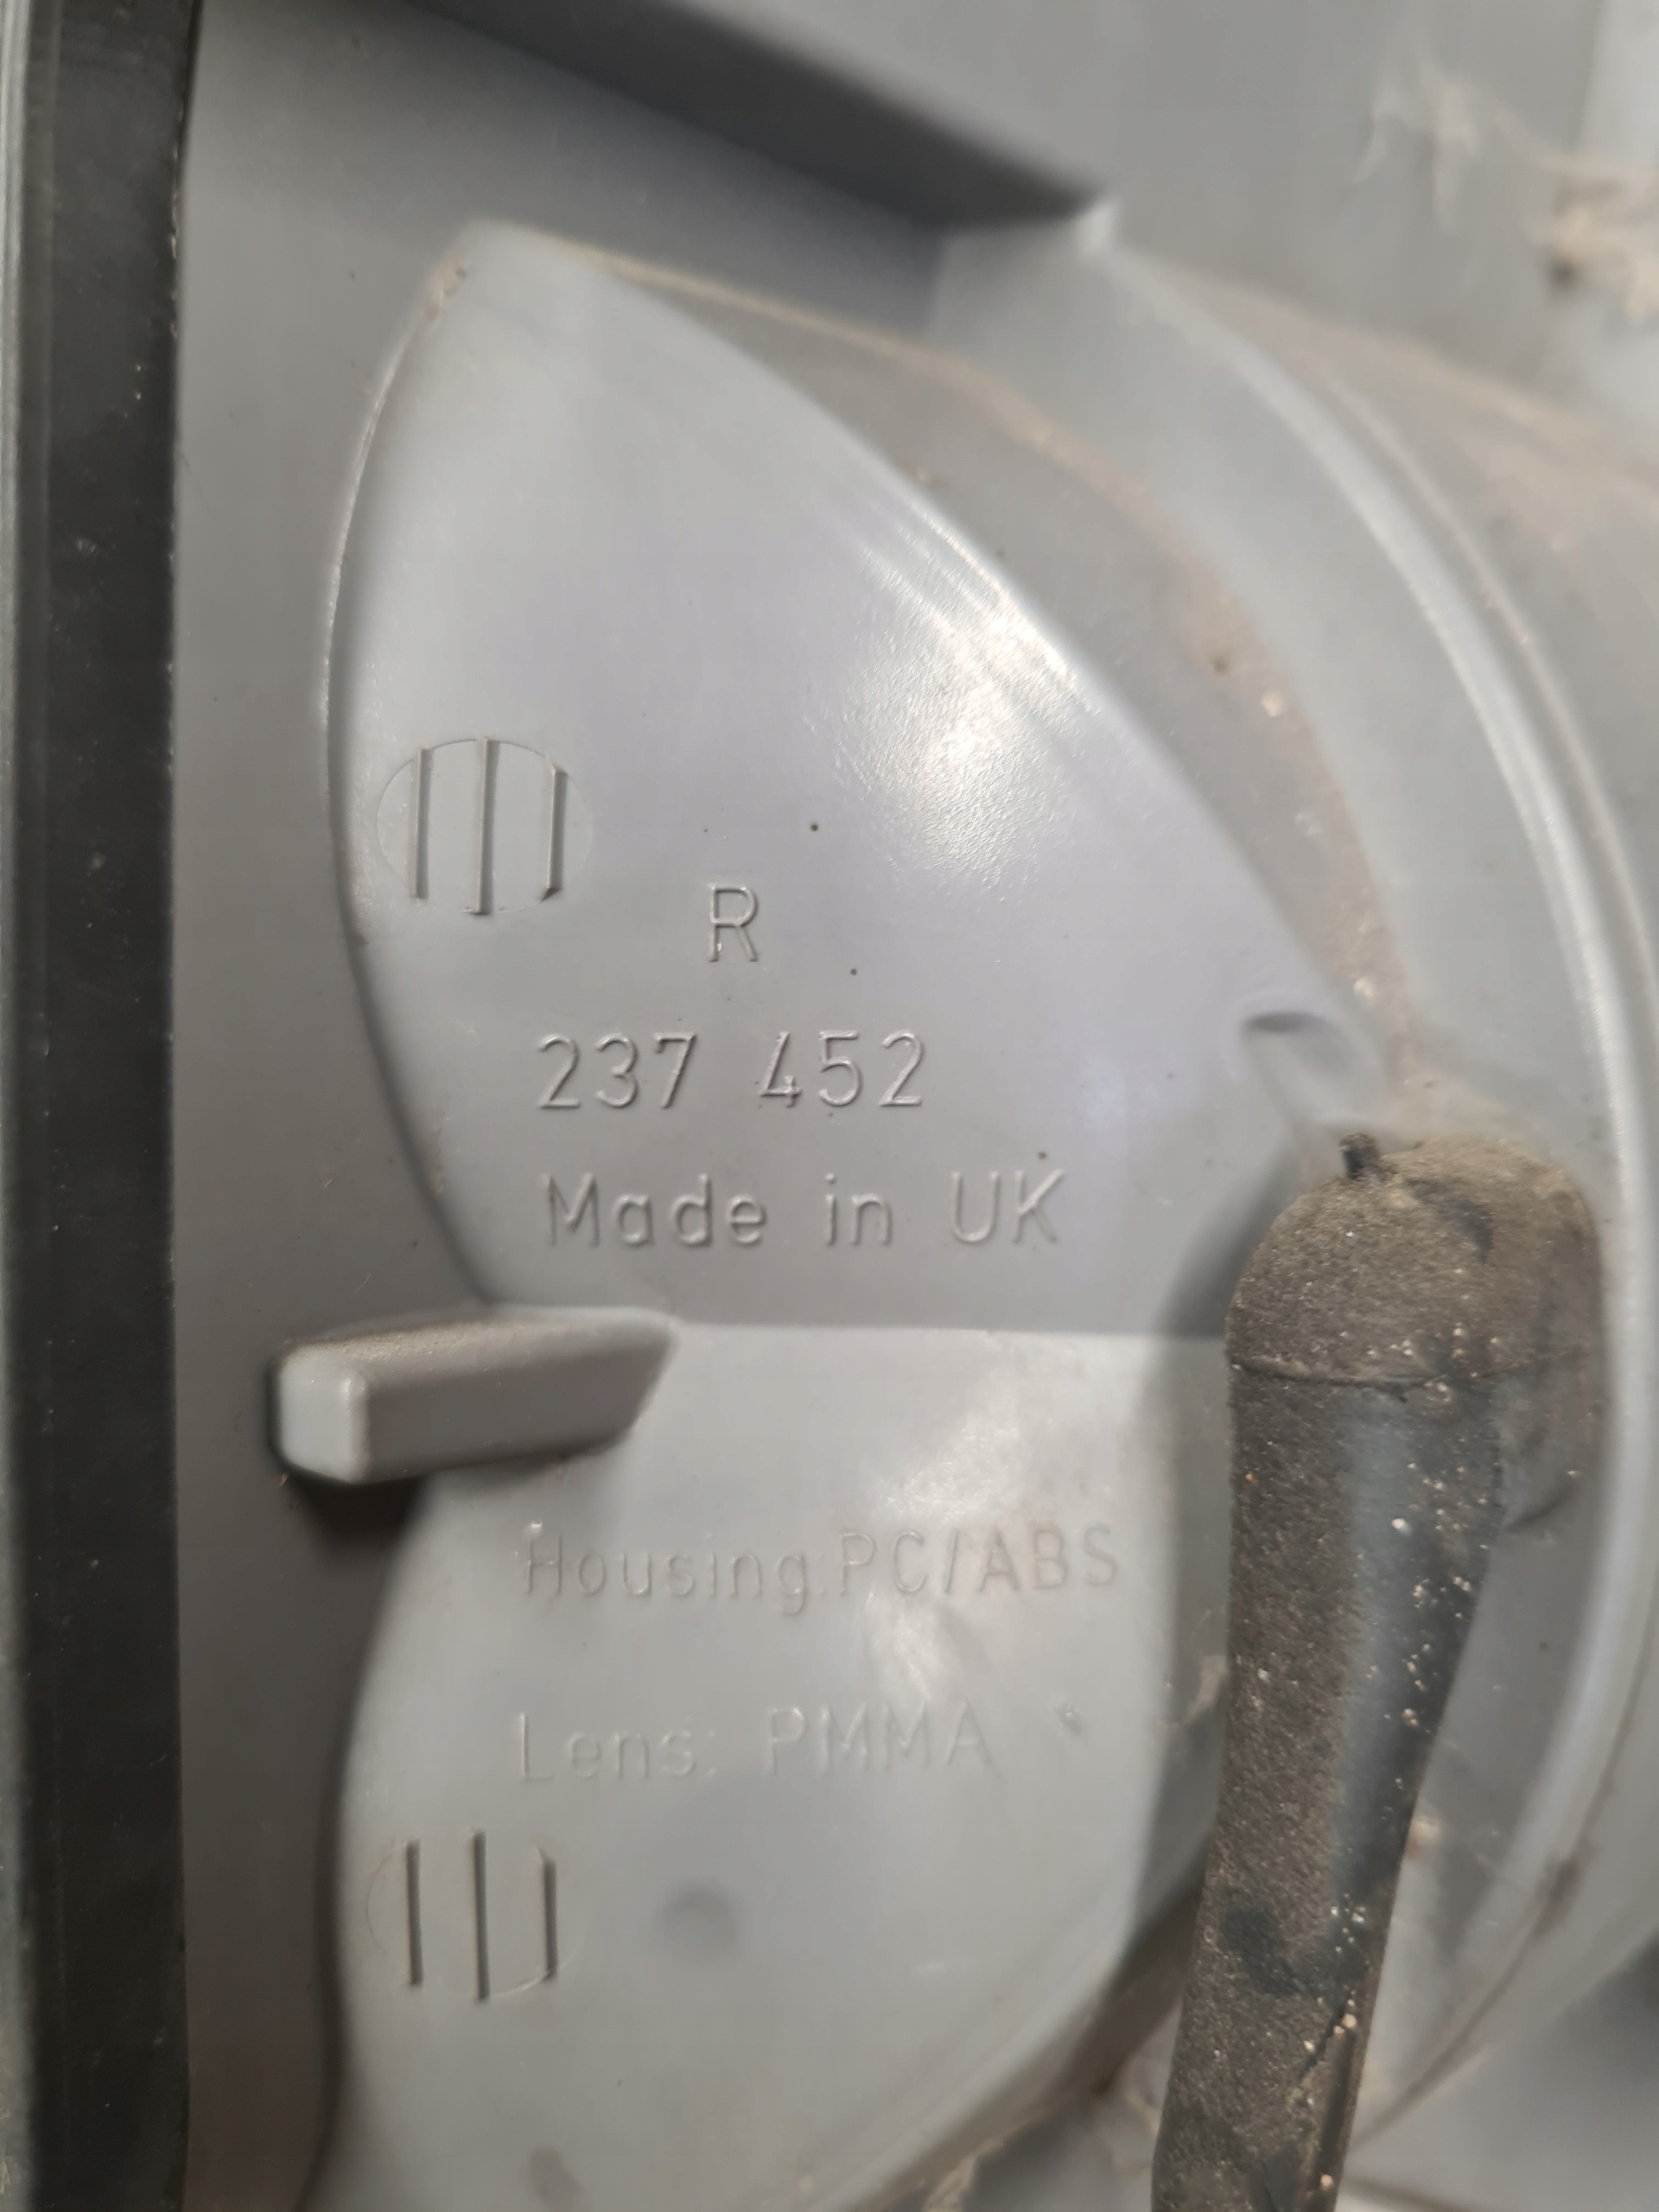 R
237 452
Made in UK
Housing:PC/ABS
Lens: PMMA